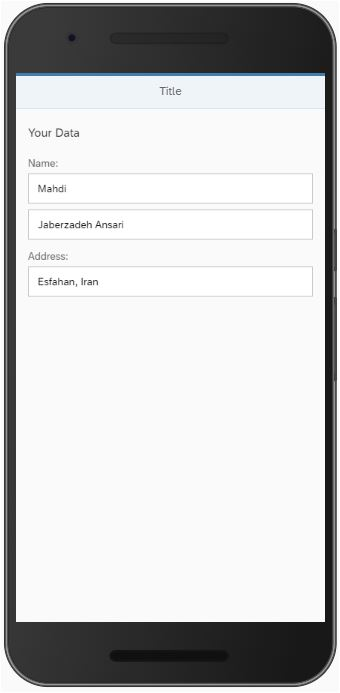 Title
Your Data
Name:
Mahdi
Jaberzadeh Ansari
Address:
Esfahan, Iran